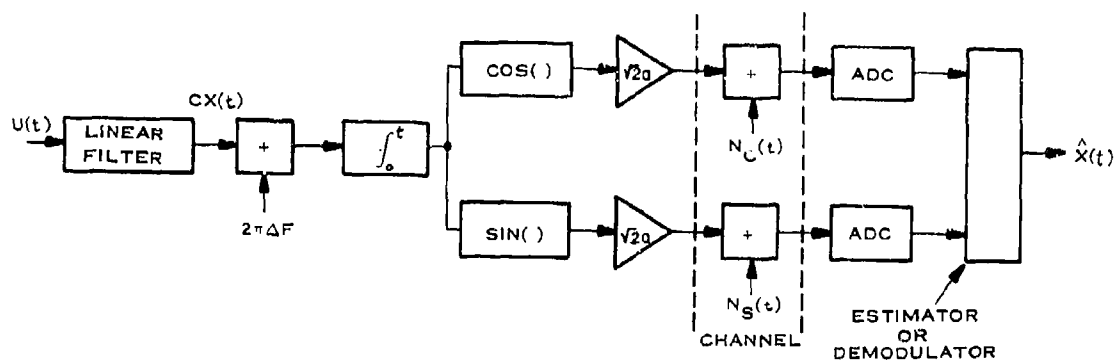 U(t)
LINEAR
FILTER
CX(t)
+
2πΔF
∫₀ᵗ
COS( )
√2a
+
N_C(t)
ADC
SIN( )
√2a
+
N_S(t)
ADC
CHANNEL
X̂(t)
ESTIMATOR
OR
DEMODULATOR